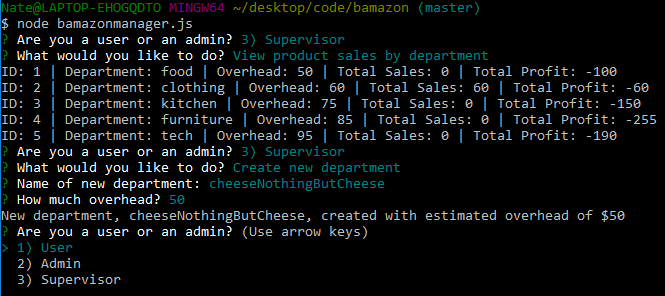 Nate@LAPTOP-EHOGQDTO MINGW64 ~/desktop/code/bamazon (master)
$ node bamazonmanager.js
? Are you a user or an admin? 3) Supervisor
? What would you like to do? View product sales by department
ID: 1 | Department: food | Overhead: 50 | Total Sales: 0 | Total Profit: -100
ID: 2 | Department: clothing | Overhead: 60 | Total Sales: 60 | Total Profit: -60
ID: 3 | Department: kitchen | Overhead: 75 | Total Sales: 0 | Total Profit: -150
ID: 4 | Department: furniture | Overhead: 85 | Total Sales: 0 | Total Profit: -255
ID: 5 | Department: tech | Overhead: 95 | Total Sales: 0 | Total Profit: -190
? Are you a user or an admin? 3) Supervisor
? What would you like to do? Create new department
? Name of new department: cheeseNothingButCheese
? How much overhead? 50
New department, cheeseNothingButCheese, created with estimated overhead of $50
? Are you a user or an admin? (Use arrow keys)
> 1) User
2) Admin
3) Supervisor